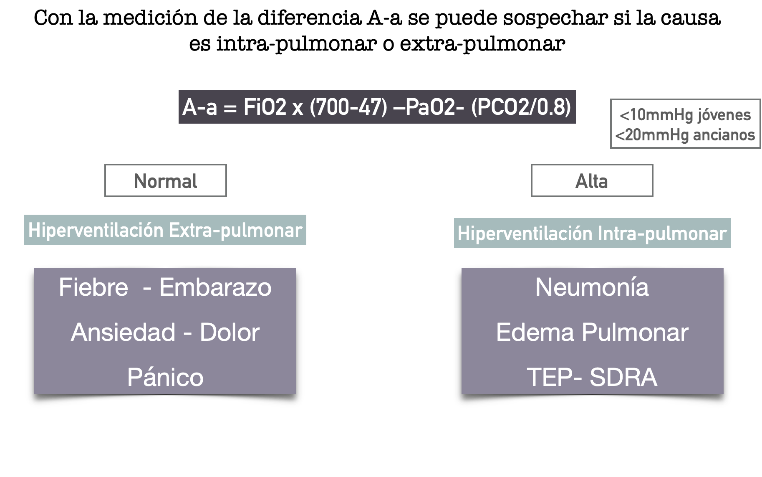 Con la medición de la diferencia A-a se puede sospechar si la causa
es intra-pulmonar o extra-pulmonar
A-a = FiO2 x (700-47) –PaO2- (PCO2/0.8)
<10mmHg jóvenes
<20mmHg ancianos
Normal
Alta
Hiperventilación Extra-pulmonar
Hiperventilación Intra-pulmonar
Fiebre - Embarazo
Ansiedad - Dolor
Pánico
Neumonía
Edema Pulmonar
TEP- SDRA